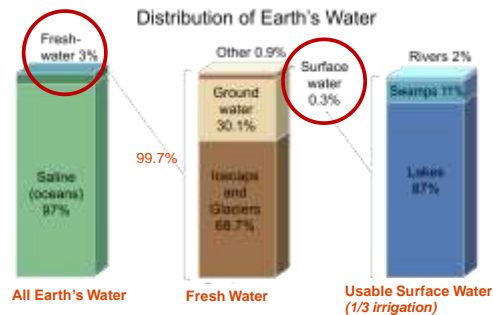 Distribution of Earth's Water
Fresh-
water 3%
Saline
(oceans)
97%
All Earth's Water
99.7%
Other 0.9%
Ground
water
30.1%
Icecaps
and
Glaciers
68.7%
Fresh Water
Surface
water
0.3%
Rivers 2%
Swamps 11%
Lakes
87%
Usable Surface Water
(1/3 irrigation)